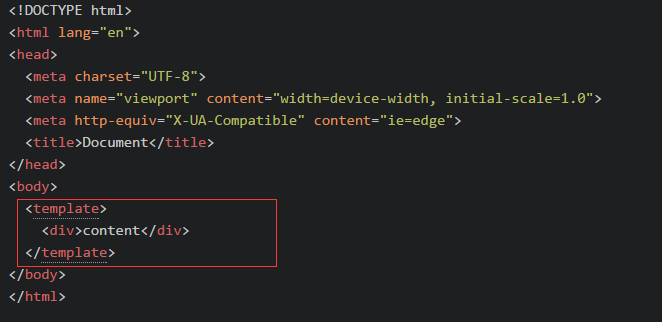 <!DOCTYPE html>
<html lang="en">
<head>
  <meta charset="UTF-8">
  <meta name="viewport" content="width=device-width, initial-scale=1.0">
  <meta http-equiv="X-UA-Compatible" content="ie=edge">
  <title>Document</title>
</head>
<body>
  <template>
    <div>content</div>
  </template>
</body>
</html>